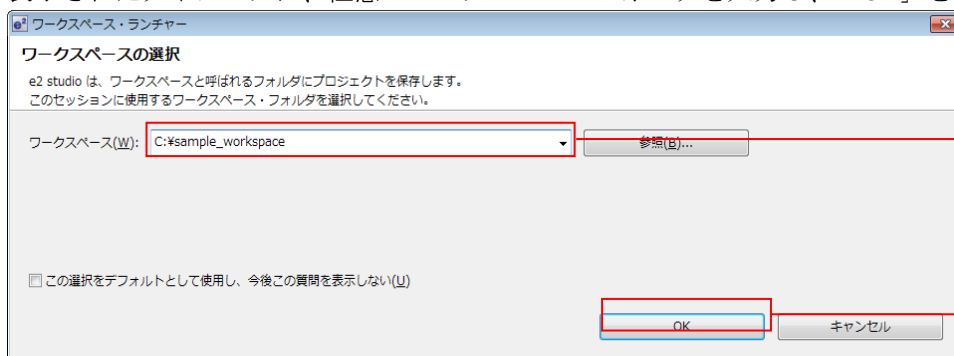 e² ワークスペース・ランチャー
ワークスペースの選択
e2 studio は、ワークスペースと呼ばれるフォルダにプロジェクトを保存します。
このセッションに使用するワークスペース・フォルダを選択してください。
ワークスペース(W): C:¥sample_workspace 参照(B)...
この選択をデフォルトとして使用し、今後この質問を表示しない(U)
OK キャンセル